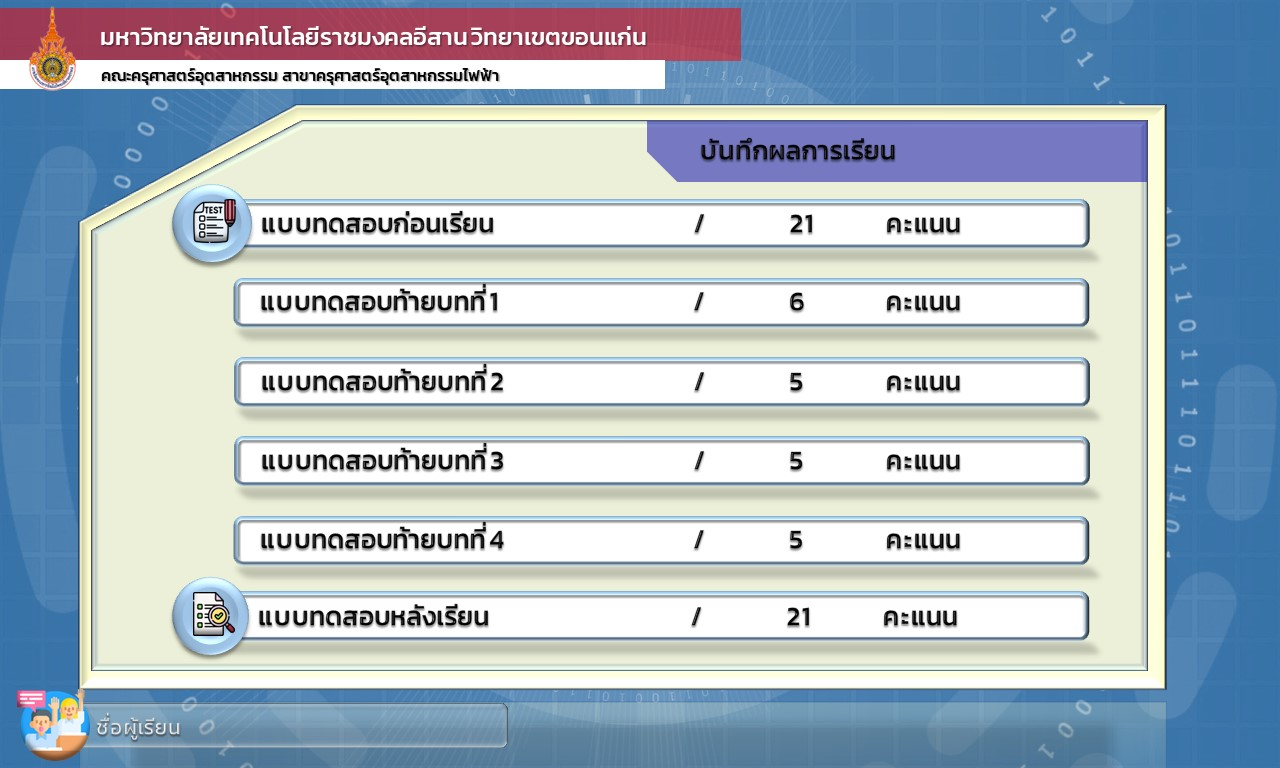 มหาวิทยาลัยเทคโนโลยีราชมงคลอีสาน วิทยาเขตขอนแก่น
คณะครุศาสตร์อุตสาหกรรม สาขาครุศาสตร์อุตสาหกรรมไฟฟ้า
บันทึกผลการเรียน
TEST
แบบทดสอบก่อนเรียน / 21 คะแนน
แบบทดสอบท้ายบทที่ 1 / 6 คะแนน
แบบทดสอบท้ายบทที่ 2 / 5 คะแนน
แบบทดสอบท้ายบทที่ 3 / 5 คะแนน
แบบทดสอบท้ายบทที่ 4 / 5 คะแนน
แบบทดสอบหลังเรียน / 21 คะแนน
ชื่อผู้เรียน